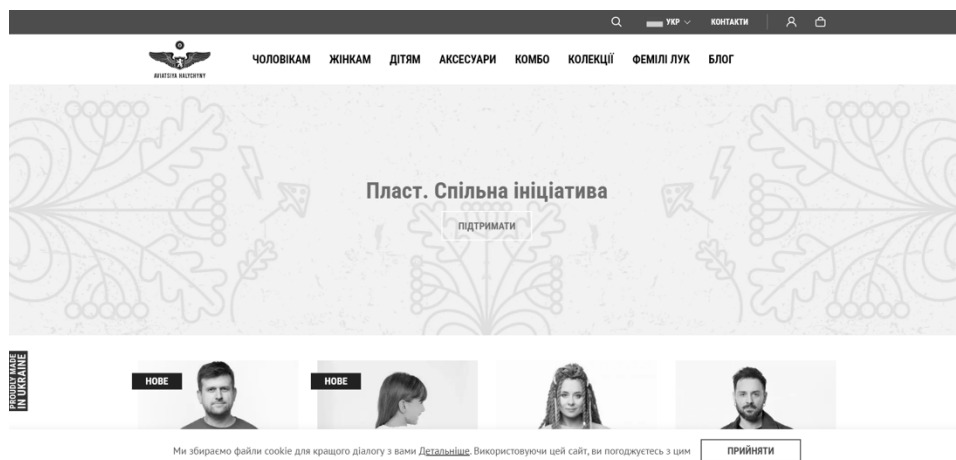 УКР КОНТАКТИ
AVIATSIYA HALYCHYNY
ЧОЛОВІКАМ ЖІНКАМ ДІТЯМ АКСЕСУАРИ КОМБО КОЛЕКЦІЇ ФЕМІЛІ ЛУК БЛОГ
Пласт. Спільна ініціатива
ПІДТРИМАТИ
PROUDLY MADE
IN UKRAINE
НОВЕ НОВЕ
Ми збираємо файли cookie для кращого діалогу з вами Детальніше. Використовуючи цей сайт, ви погоджуєтесь з цим ПРИЙНЯТИ